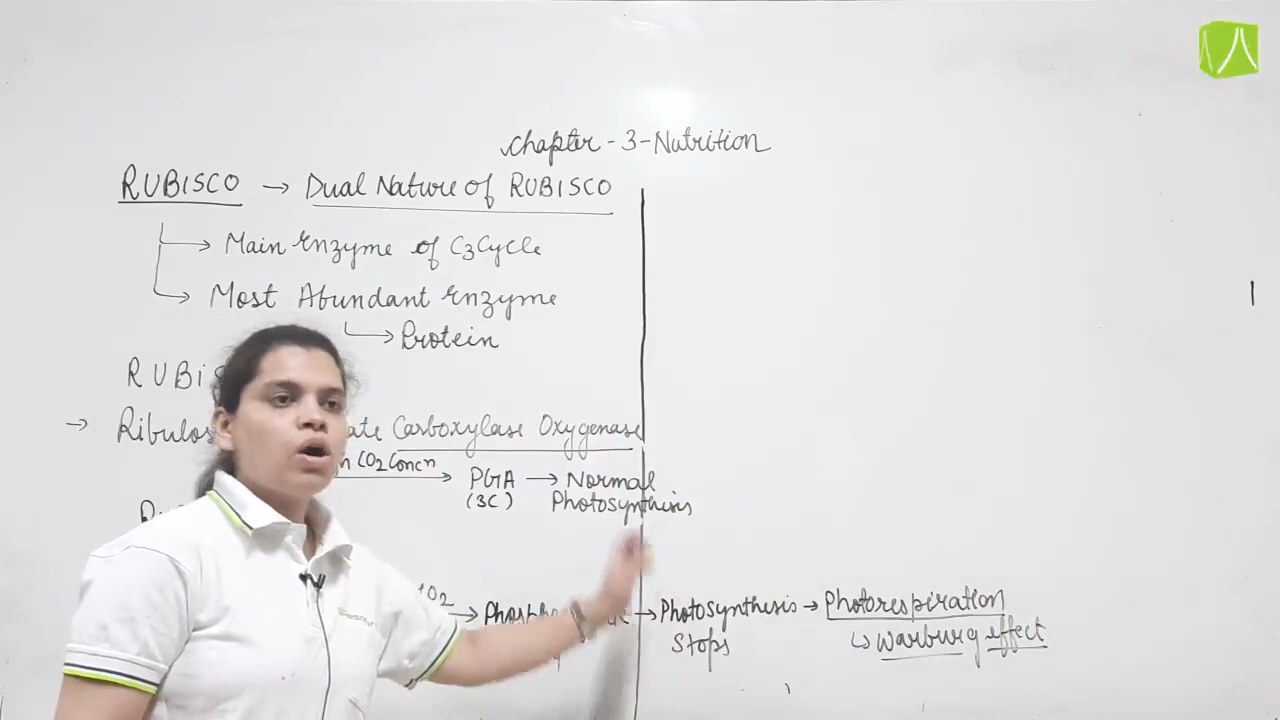 Chapter - 3 - Nutrition
RUBISCO → Dual Nature of RUBISCO
→ Main Enzyme of C3 Cycle
→ Most Abundant Enzyme
→ Protein
RUBIS
→ Ribulos ate Carboxylase Oxygenase
n CO2 Concn → PGA → Normal
(3C) Photosynthesis
O2 → → Photosynthesis → Photorespiration
Stops ↳ Warburg effect